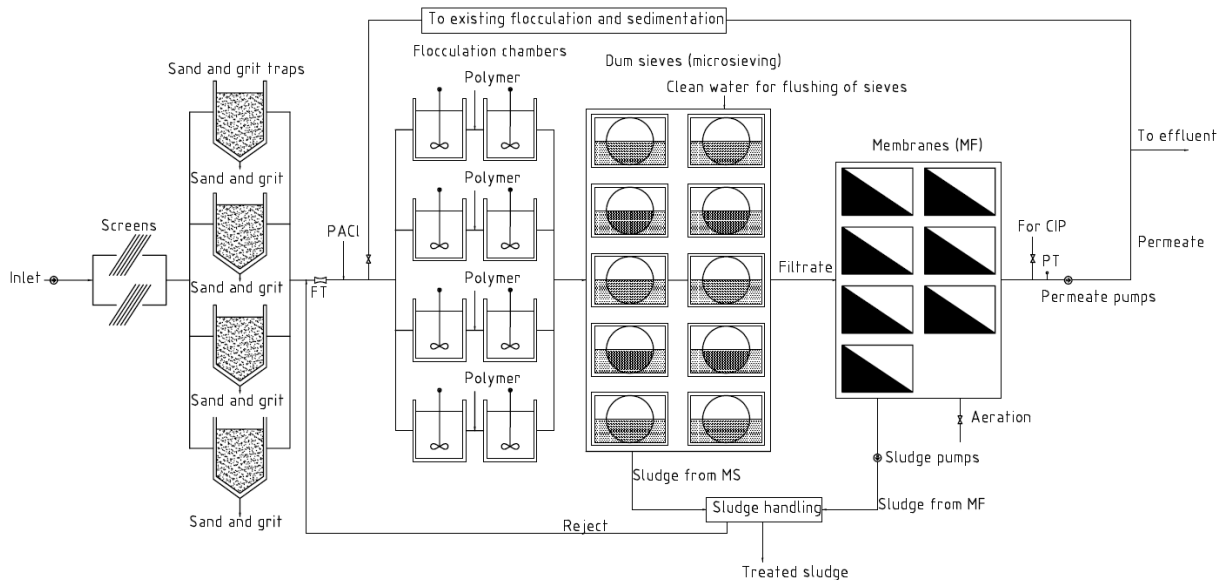 To existing flocculation and sedimentation
Flocculation chambers
Dum sieves (microsieving)
Sand and grit traps
Polymer
Clean water for flushing of sieves
To effluent
Membranes (MF)
Polymer
Sand and grit
Screens
PACl
For CIP
Permeate
Inlet
Filtrate
PT
Sand and grit
Polymer
FT
Permeate pumps
Polymer
Sand and grit
Aeration
Sludge pumps
Sludge from MS
Sand and grit
Reject
Sludge handling
Sludge from MF
Treated sludge